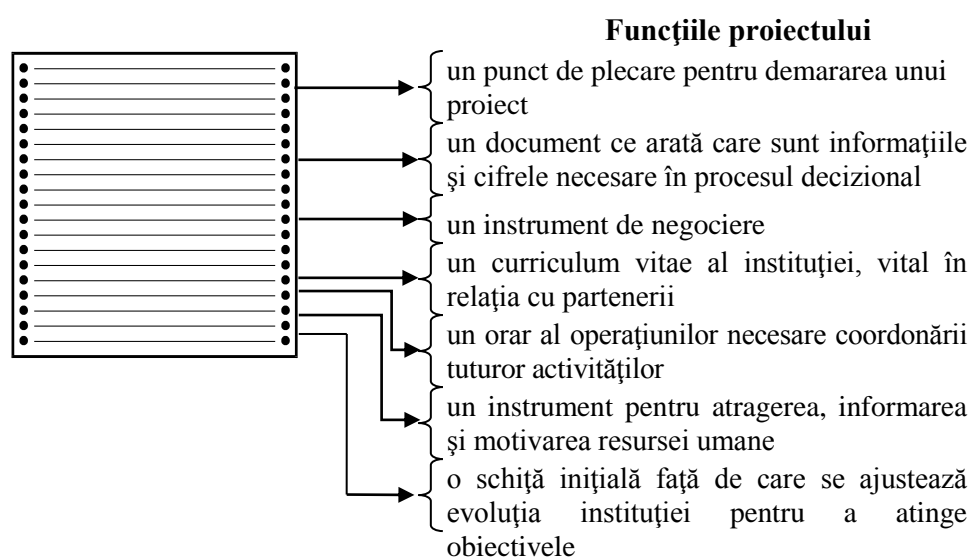 Funcţiile proiectului
un punct de plecare pentru demararea unui
proiect
un document ce arată care sunt informaţiile
şi cifrele necesare în procesul decizional
un instrument de negociere
un curriculum vitae al instituţiei, vital în
relaţia cu partenerii
un orar al operaţiunilor necesare coordonării
tuturor activităţilor
un instrument pentru atragerea, informarea
şi motivarea resursei umane
o schiţă iniţială faţă de care se ajustează
evoluţia instituţiei pentru a atinge
obiectivele